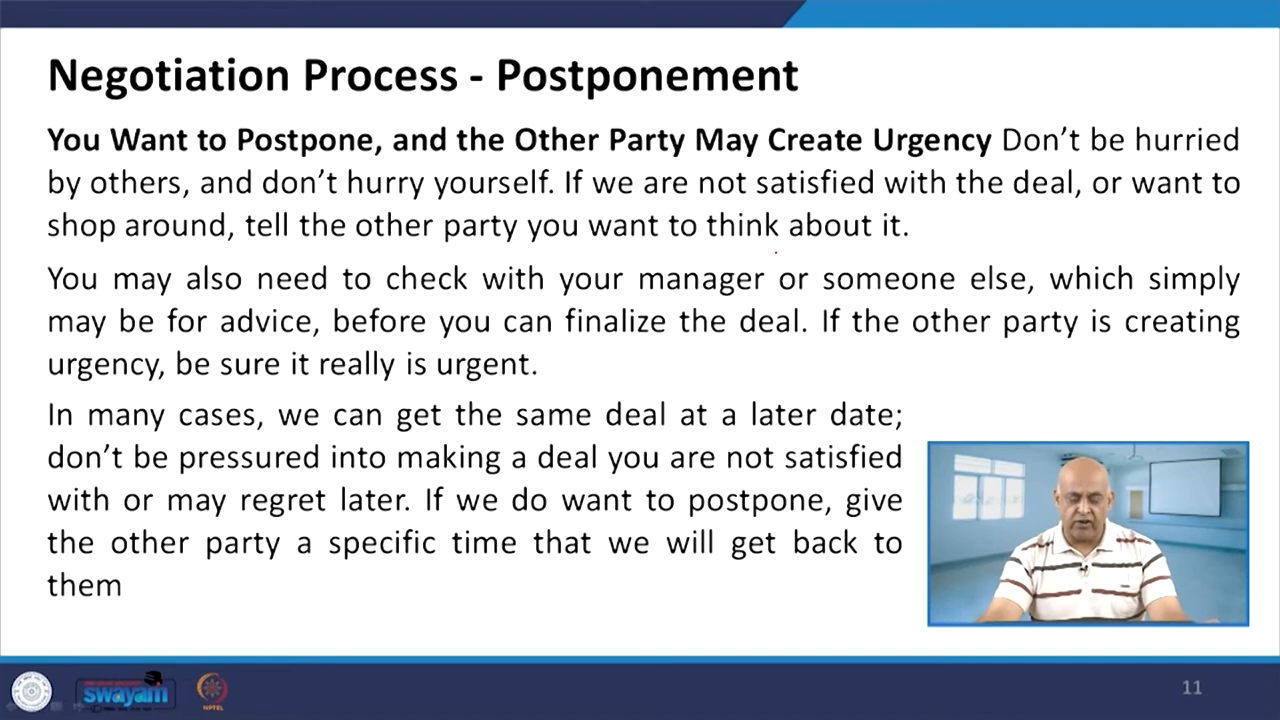 Negotiation Process - Postponement
You Want to Postpone, and the Other Party May Create Urgency Don't be hurried
by others, and don't hurry yourself. If we are not satisfied with the deal, or want to
shop around, tell the other party you want to think about it.
You may also need to check with your manager or someone else, which simply
may be for advice, before you can finalize the deal. If the other party is creating
urgency, be sure it really is urgent.
In many cases, we can get the same deal at a later date;
don't be pressured into making a deal you are not satisfied
with or may regret later. If we do want to postpone, give
the other party a specific time that we will get back to
them
swayam
NPTEL
11